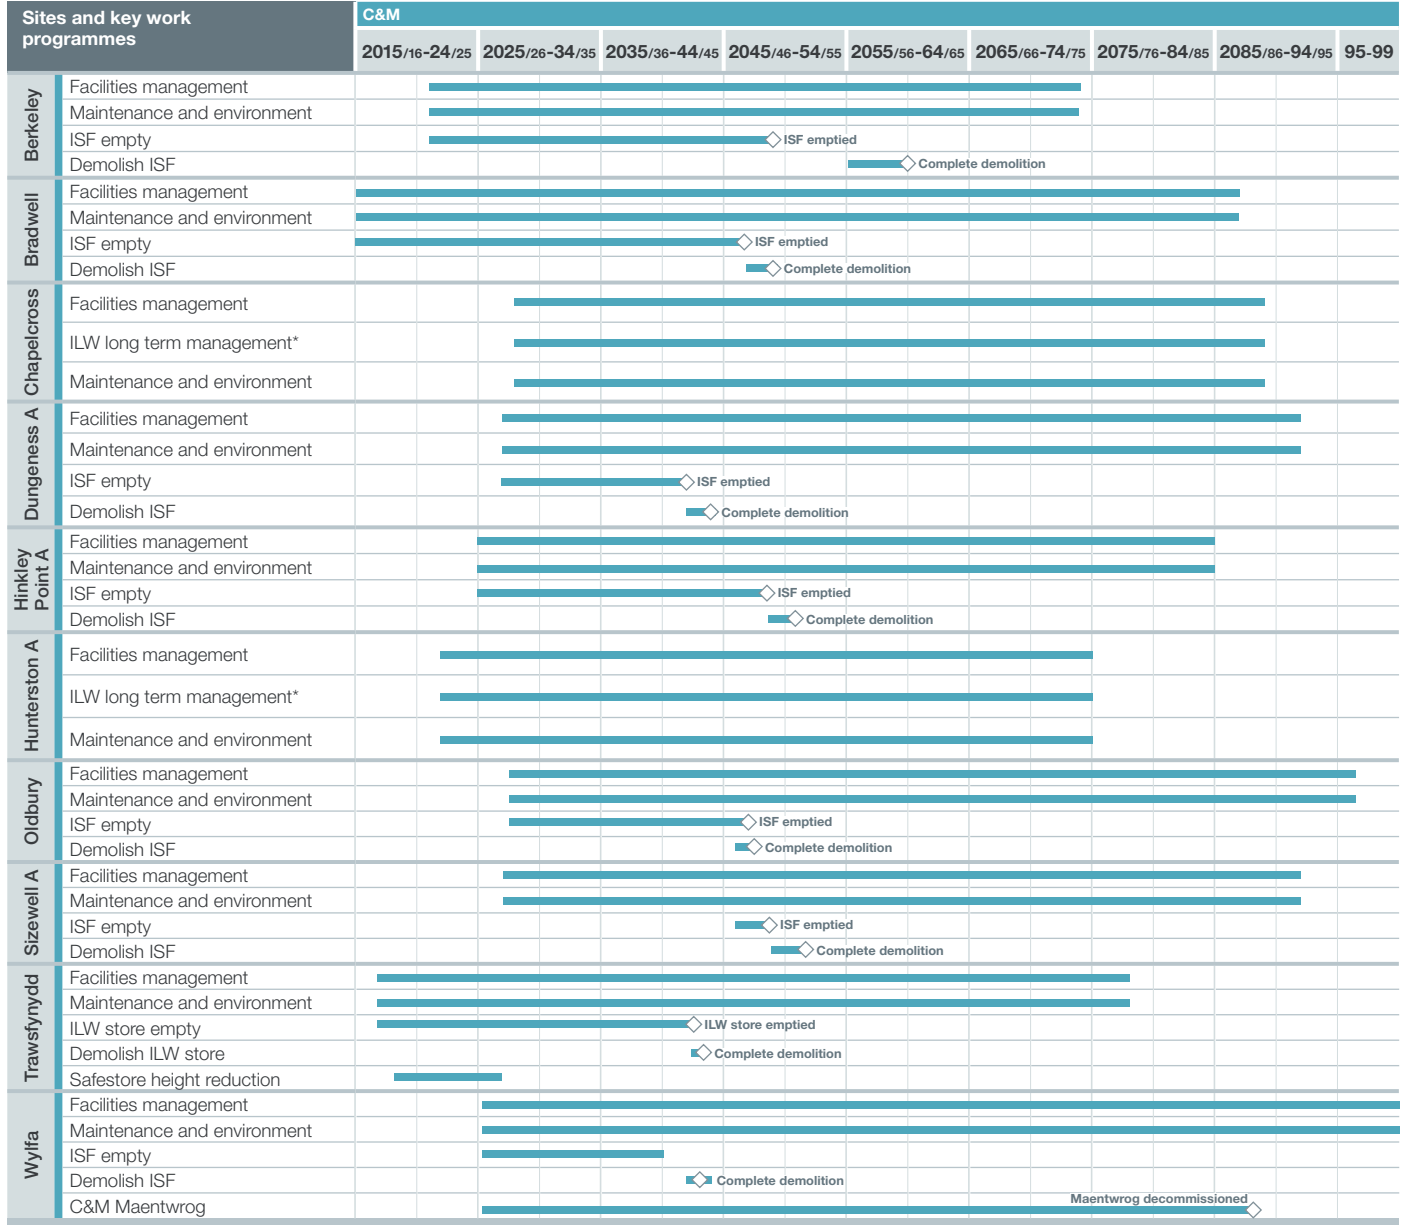 Sites and key work
programmes
C&M
2015/16-24/25 2025/26-34/35 2035/36-44/45 2045/46-54/55 2055/56-64/65 2065/66-74/75 2075/76-84/85 2085/86-94/95 95-99
Berkeley
Facilities management
Maintenance and environment
ISF empty ISF emptied
Demolish ISF Complete demolition
Bradwell
Facilities management
Maintenance and environment
ISF empty ISF emptied
Demolish ISF Complete demolition
Chapelcross
Facilities management
ILW long term management*
Maintenance and environment
Dungeness A
Facilities management
Maintenance and environment
ISF empty ISF emptied
Demolish ISF Complete demolition
Hinkley
Point A
Facilities management
Maintenance and environment
ISF empty ISF emptied
Demolish ISF Complete demolition
Hunterston A
Facilities management
ILW long term management*
Maintenance and environment
Oldbury
Facilities management
Maintenance and environment
ISF empty ISF emptied
Demolish ISF Complete demolition
Sizewell A
Facilities management
Maintenance and environment
ISF empty ISF emptied
Demolish ISF Complete demolition
Trawsfynydd
Facilities management
Maintenance and environment
ILW store empty ILW store emptied
Demolish ILW store Complete demolition
Safestore height reduction
Wylfa
Facilities management
Maintenance and environment
ISF empty
Demolish ISF Complete demolition
C&M Maentwrog Maentwrog decommissioned